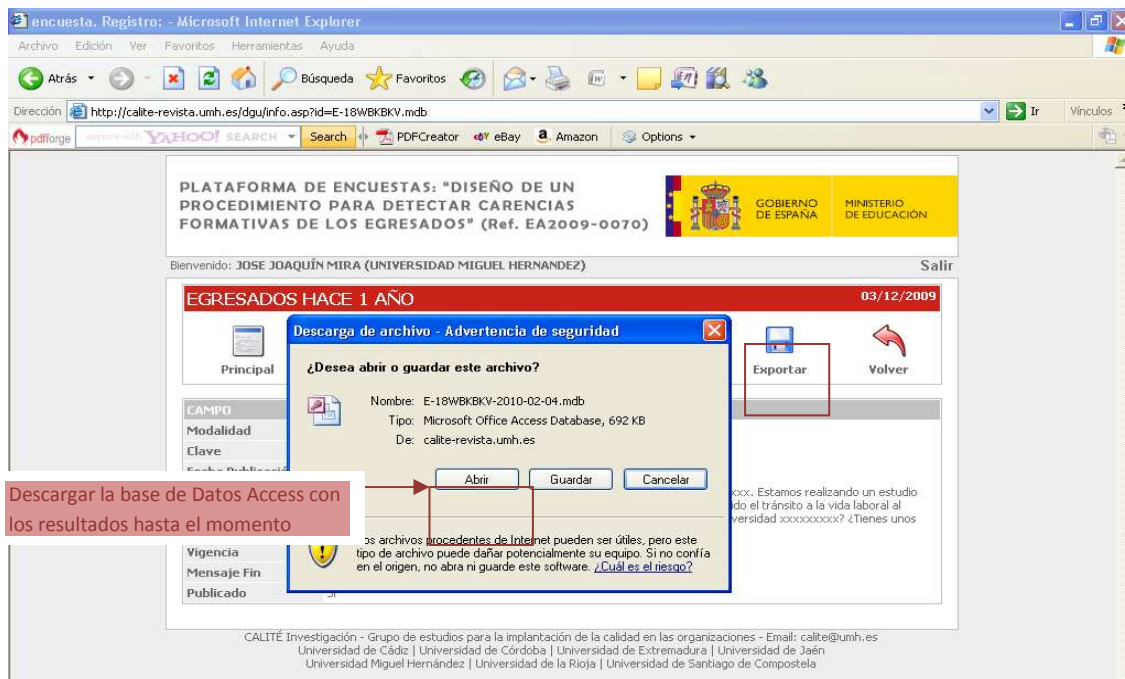 encuesta. Registro: - Microsoft Internet Explorer
Archivo Edición Ver Favoritos Herramientas Ayuda
Atrás Búsqueda Favoritos
Dirección http://calite-revista.umh.es/dgu/info.asp?id=E-18WBKBKV.mdb Ir Vínculos
pdfforge explore with YAHOO! SEARCH Search PDFCreator eBay Amazon Options
PLATAFORMA DE ENCUESTAS: "DISEÑO DE UN
PROCEDIMIENTO PARA DETECTAR CARENCIAS
FORMATIVAS DE LOS EGRESADOS" (Ref. EA2009-0070)
GOBIERNO
DE ESPAÑA
MINISTERIO
DE EDUCACIÓN
Bienvenido: JOSE JOAQUÍN MIRA (UNIVERSIDAD MIGUEL HERNANDEZ) Salir
EGRESADOS HACE 1 AÑO 03/12/2009
Principal Exportar Volver
Descarga de archivo - Advertencia de seguridad
¿Desea abrir o guardar este archivo?
Nombre: E-18WBKBKV-2010-02-04.mdb
Tipo: Microsoft Office Access Database, 692 KB
De: calite-revista.umh.es
Abrir Guardar Cancelar
os archivos procedentes de Internet pueden ser útiles, pero este
tipo de archivo puede dañar potencialmente su equipo. Si no confía
en el origen, no abra ni guarde este software. ¿Cuál es el riesgo?
CAMPO
Modalidad
Clave
Fecha Publicació
xxx. Estamos realizando un estudio
ido el tránsito a la vida laboral al
versidad xxxxxxxxx? ¿Tienes unos
Descargar la base de Datos Access con
los resultados hasta el momento
Vigencia
Mensaje Fin
Publicado
CALITÉ Investigación - Grupo de estudios para la implantación de la calidad en las organizaciones - Email: calite@umh.es
Universidad de Cádiz | Universidad de Córdoba | Universidad de Extremadura | Universidad de Jaén
Universidad Miguel Hernández | Universidad de la Rioja | Universidad de Santiago de Compostela